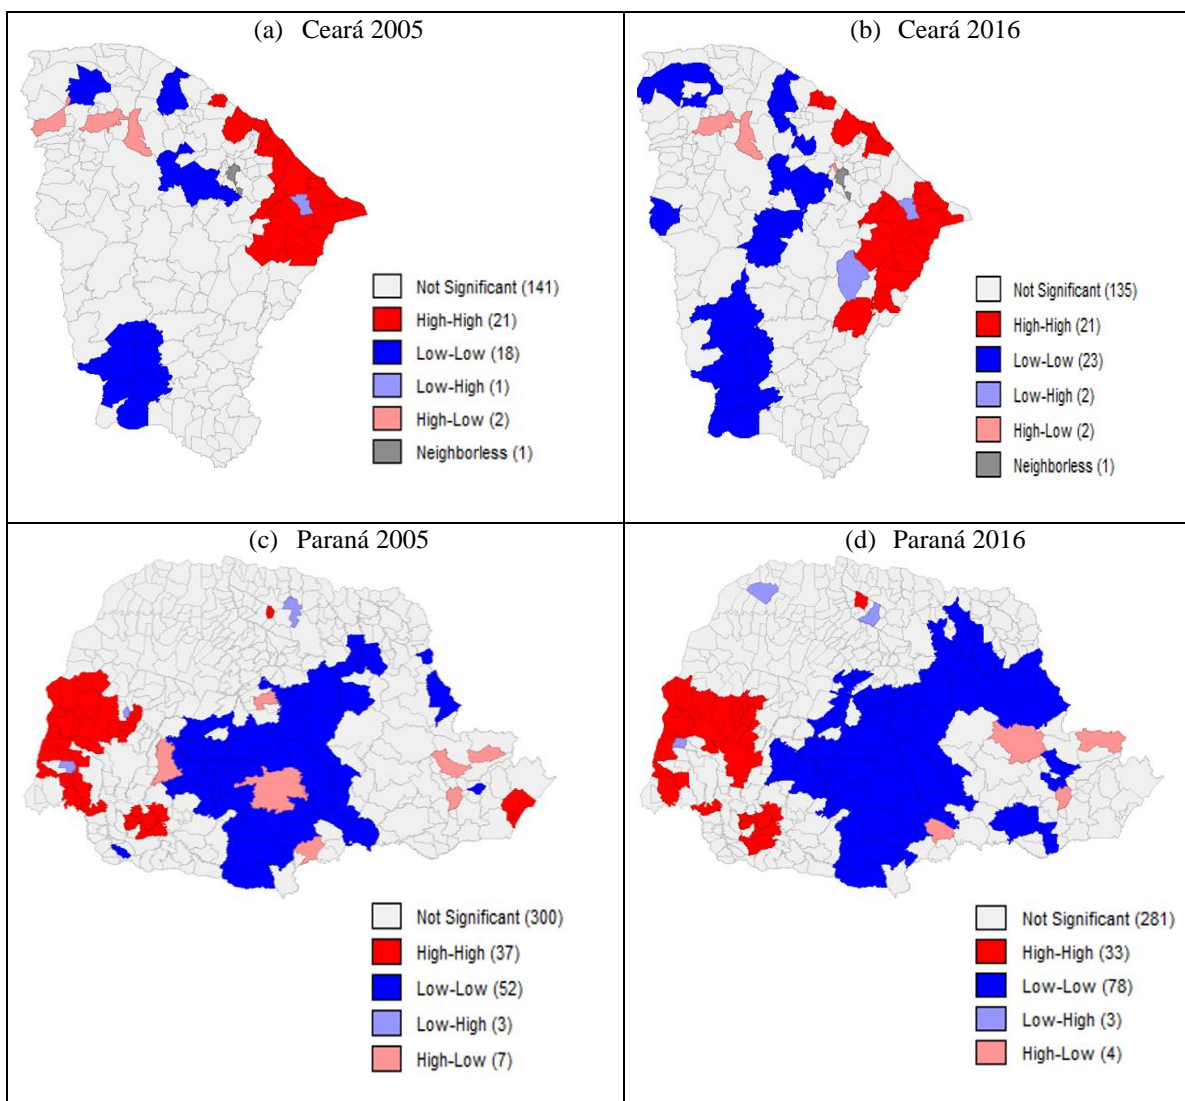 (a) Ceará 2005
Not Significant (141)
High-High (21)
Low-Low (18)
Low-High (1)
High-Low (2)
Neighborless (1)
(b) Ceará 2016
Not Significant (135)
High-High (21)
Low-Low (23)
Low-High (2)
High-Low (2)
Neighborless (1)
(c) Paraná 2005
Not Significant (300)
High-High (37)
Low-Low (52)
Low-High (3)
High-Low (7)
(d) Paraná 2016
Not Significant (281)
High-High (33)
Low-Low (78)
Low-High (3)
High-Low (4)